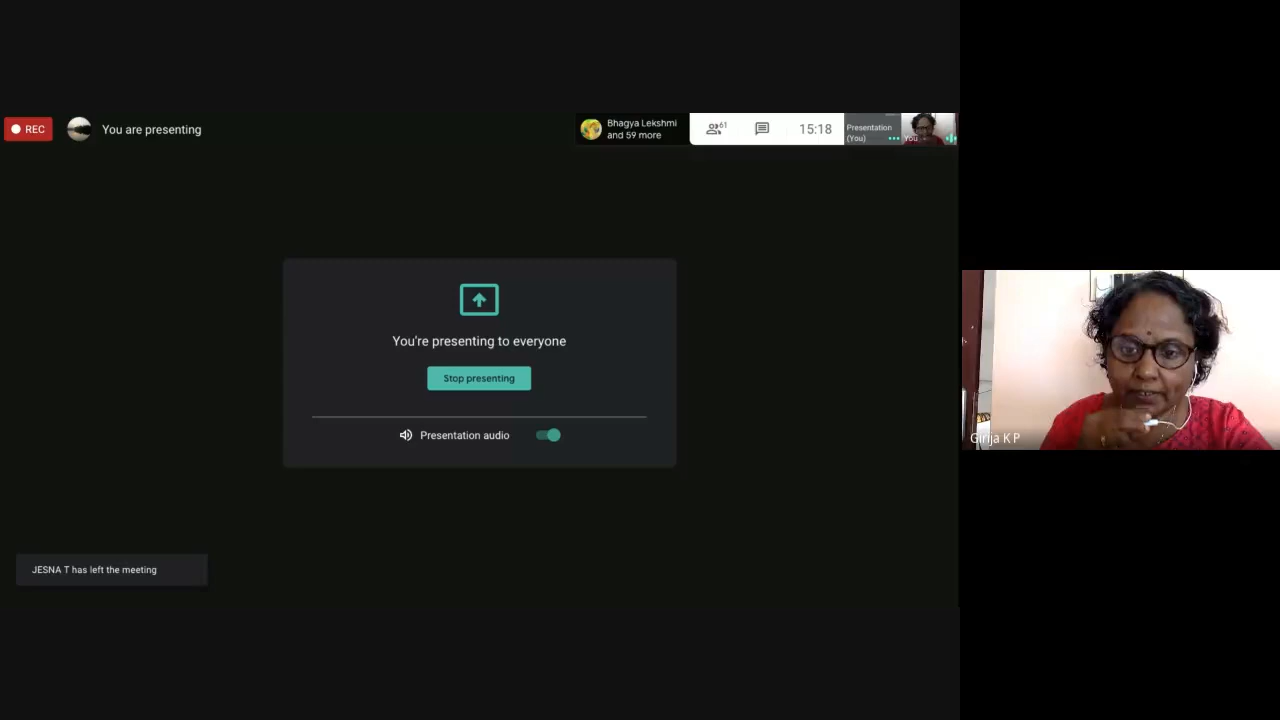 REC
You are presenting
Bhagya Lekshmi
and 59 more
61
15:18
Presentation
(You)
You
You're presenting to everyone
Stop presenting
Presentation audio
Girija K P
JESNA T has left the meeting